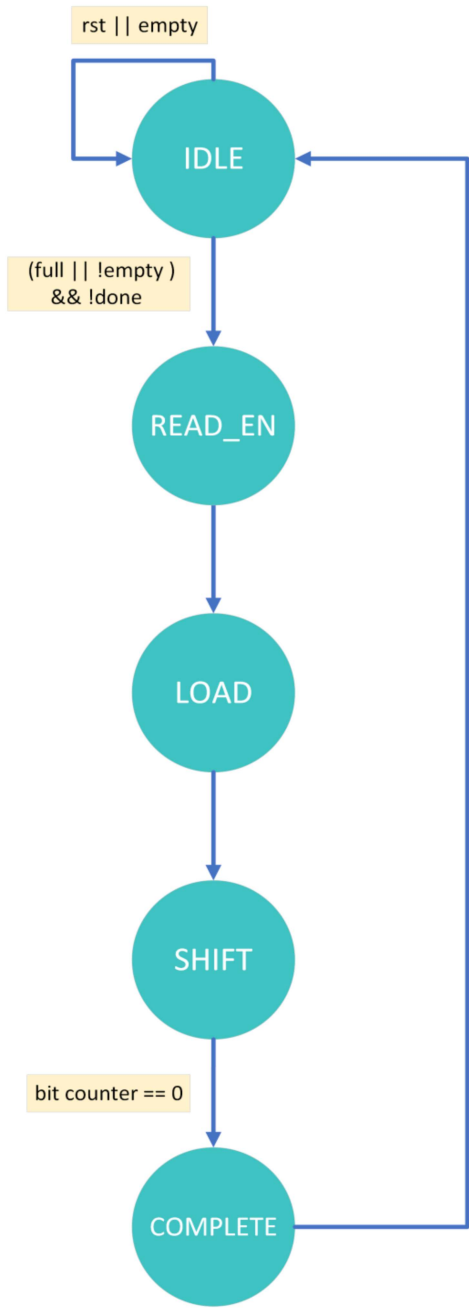 rst || empty
IDLE
(full || !empty )
&& !done
READ_EN
LOAD
SHIFT
bit counter == 0
COMPLETE